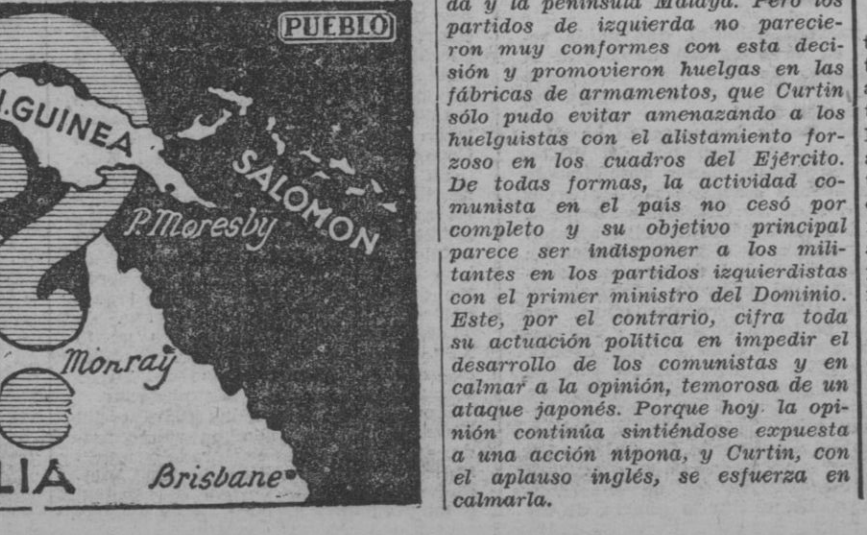 PUEBLO
N.GUINEA
SALOMON
P. Moresby
Monray
LIA
Brisbane
da y la península Malaya. Pero los
partidos de izquierda no parecie-
ron muy conformes con esta deci-
sión y promovieron huelgas en las
fábricas de armamentos, que Curtin
sólo pudo evitar amenazando a los
huelguistas con el alistamiento for-
zoso en los cuadros del Ejército.
De todas formas, la actividad co-
munista en el país no cesó por
completo y su objetivo principal
parece ser indisponer a los mili-
tantes en los partidos izquierdistas
con el primer ministro del Dominio.
Este, por el contrario, cifra toda
su actuación política en impedir el
desarrollo de los comunistas y en
calmar a la opinión, temorosa de un
ataque japonés. Porque hoy la opi-
nión continúa sintiéndose expuesta
a una acción nipona, y Curtin, con
el aplauso inglés, se esfuerza en
calmarla.